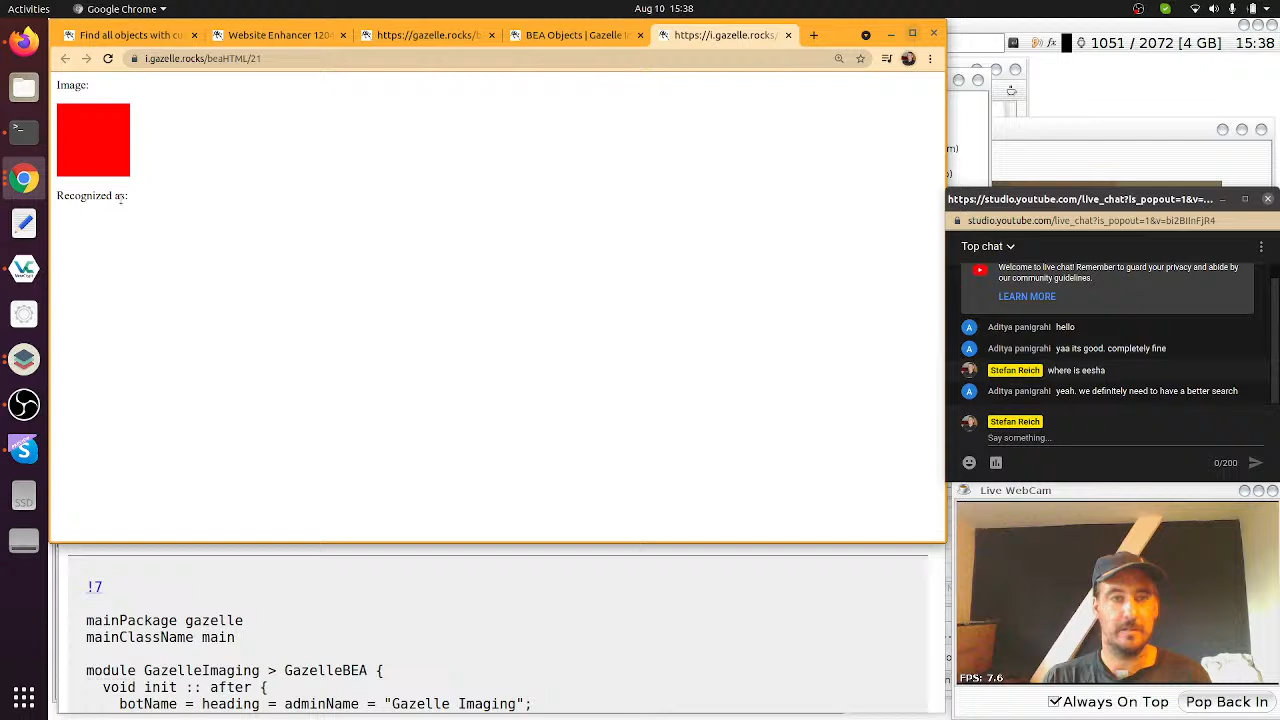 Activities
Google Chrome
Aug 10 15:38
Find all objects with cu
Website Enhancer 1204
https://gazelle.rocks/b
BEA Objects | Gazelle I
https://i.gazelle.rocks/
fx
1051 / 2072 [4 GB]
15:38
i.gazelle.rocks/beaHTML/21
Image:
Recognized as:
https://studio.youtube.com/live_chat?is_popout=1&v=...
studio.youtube.com/live_chat?is_popout=1&v=bi2BIInFjR4
Top chat
Welcome to live chat! Remember to guard your privacy and abide by
our community guidelines.
LEARN MORE
Aditya panigrahi hello
Aditya panigrahi yaa its good. completely fine
Stefan Reich where is eesha
Aditya panigrahi yeah. we definitely need to have a better search
Stefan Reich
Say something...
0/200
Live WebCam
FPS: 7.6
Always On Top
Pop Back In
SSD
!7
mainPackage gazelle
mainClassName main
module GazelleImaging > GazelleBEA {
void init :: after {
botName = heading = adminName = "Gazelle Imaging";